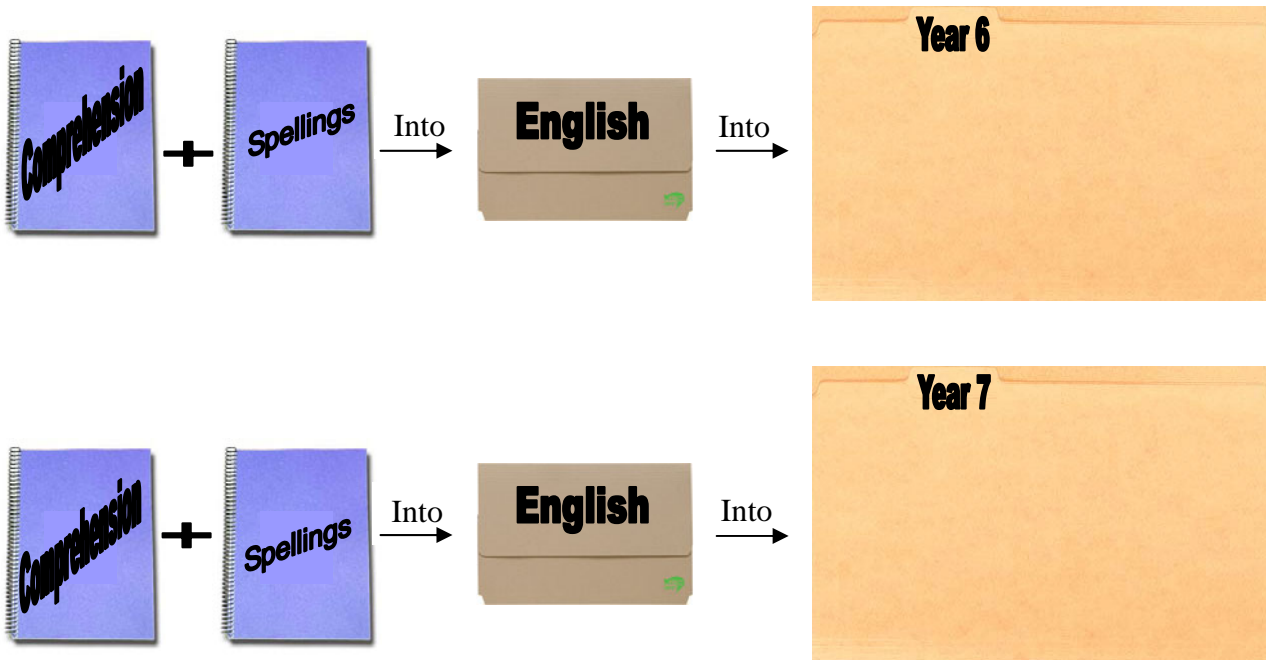 Comprehension + Spellings Into English Into Year 6
Comprehension + Spellings Into English Into Year 7